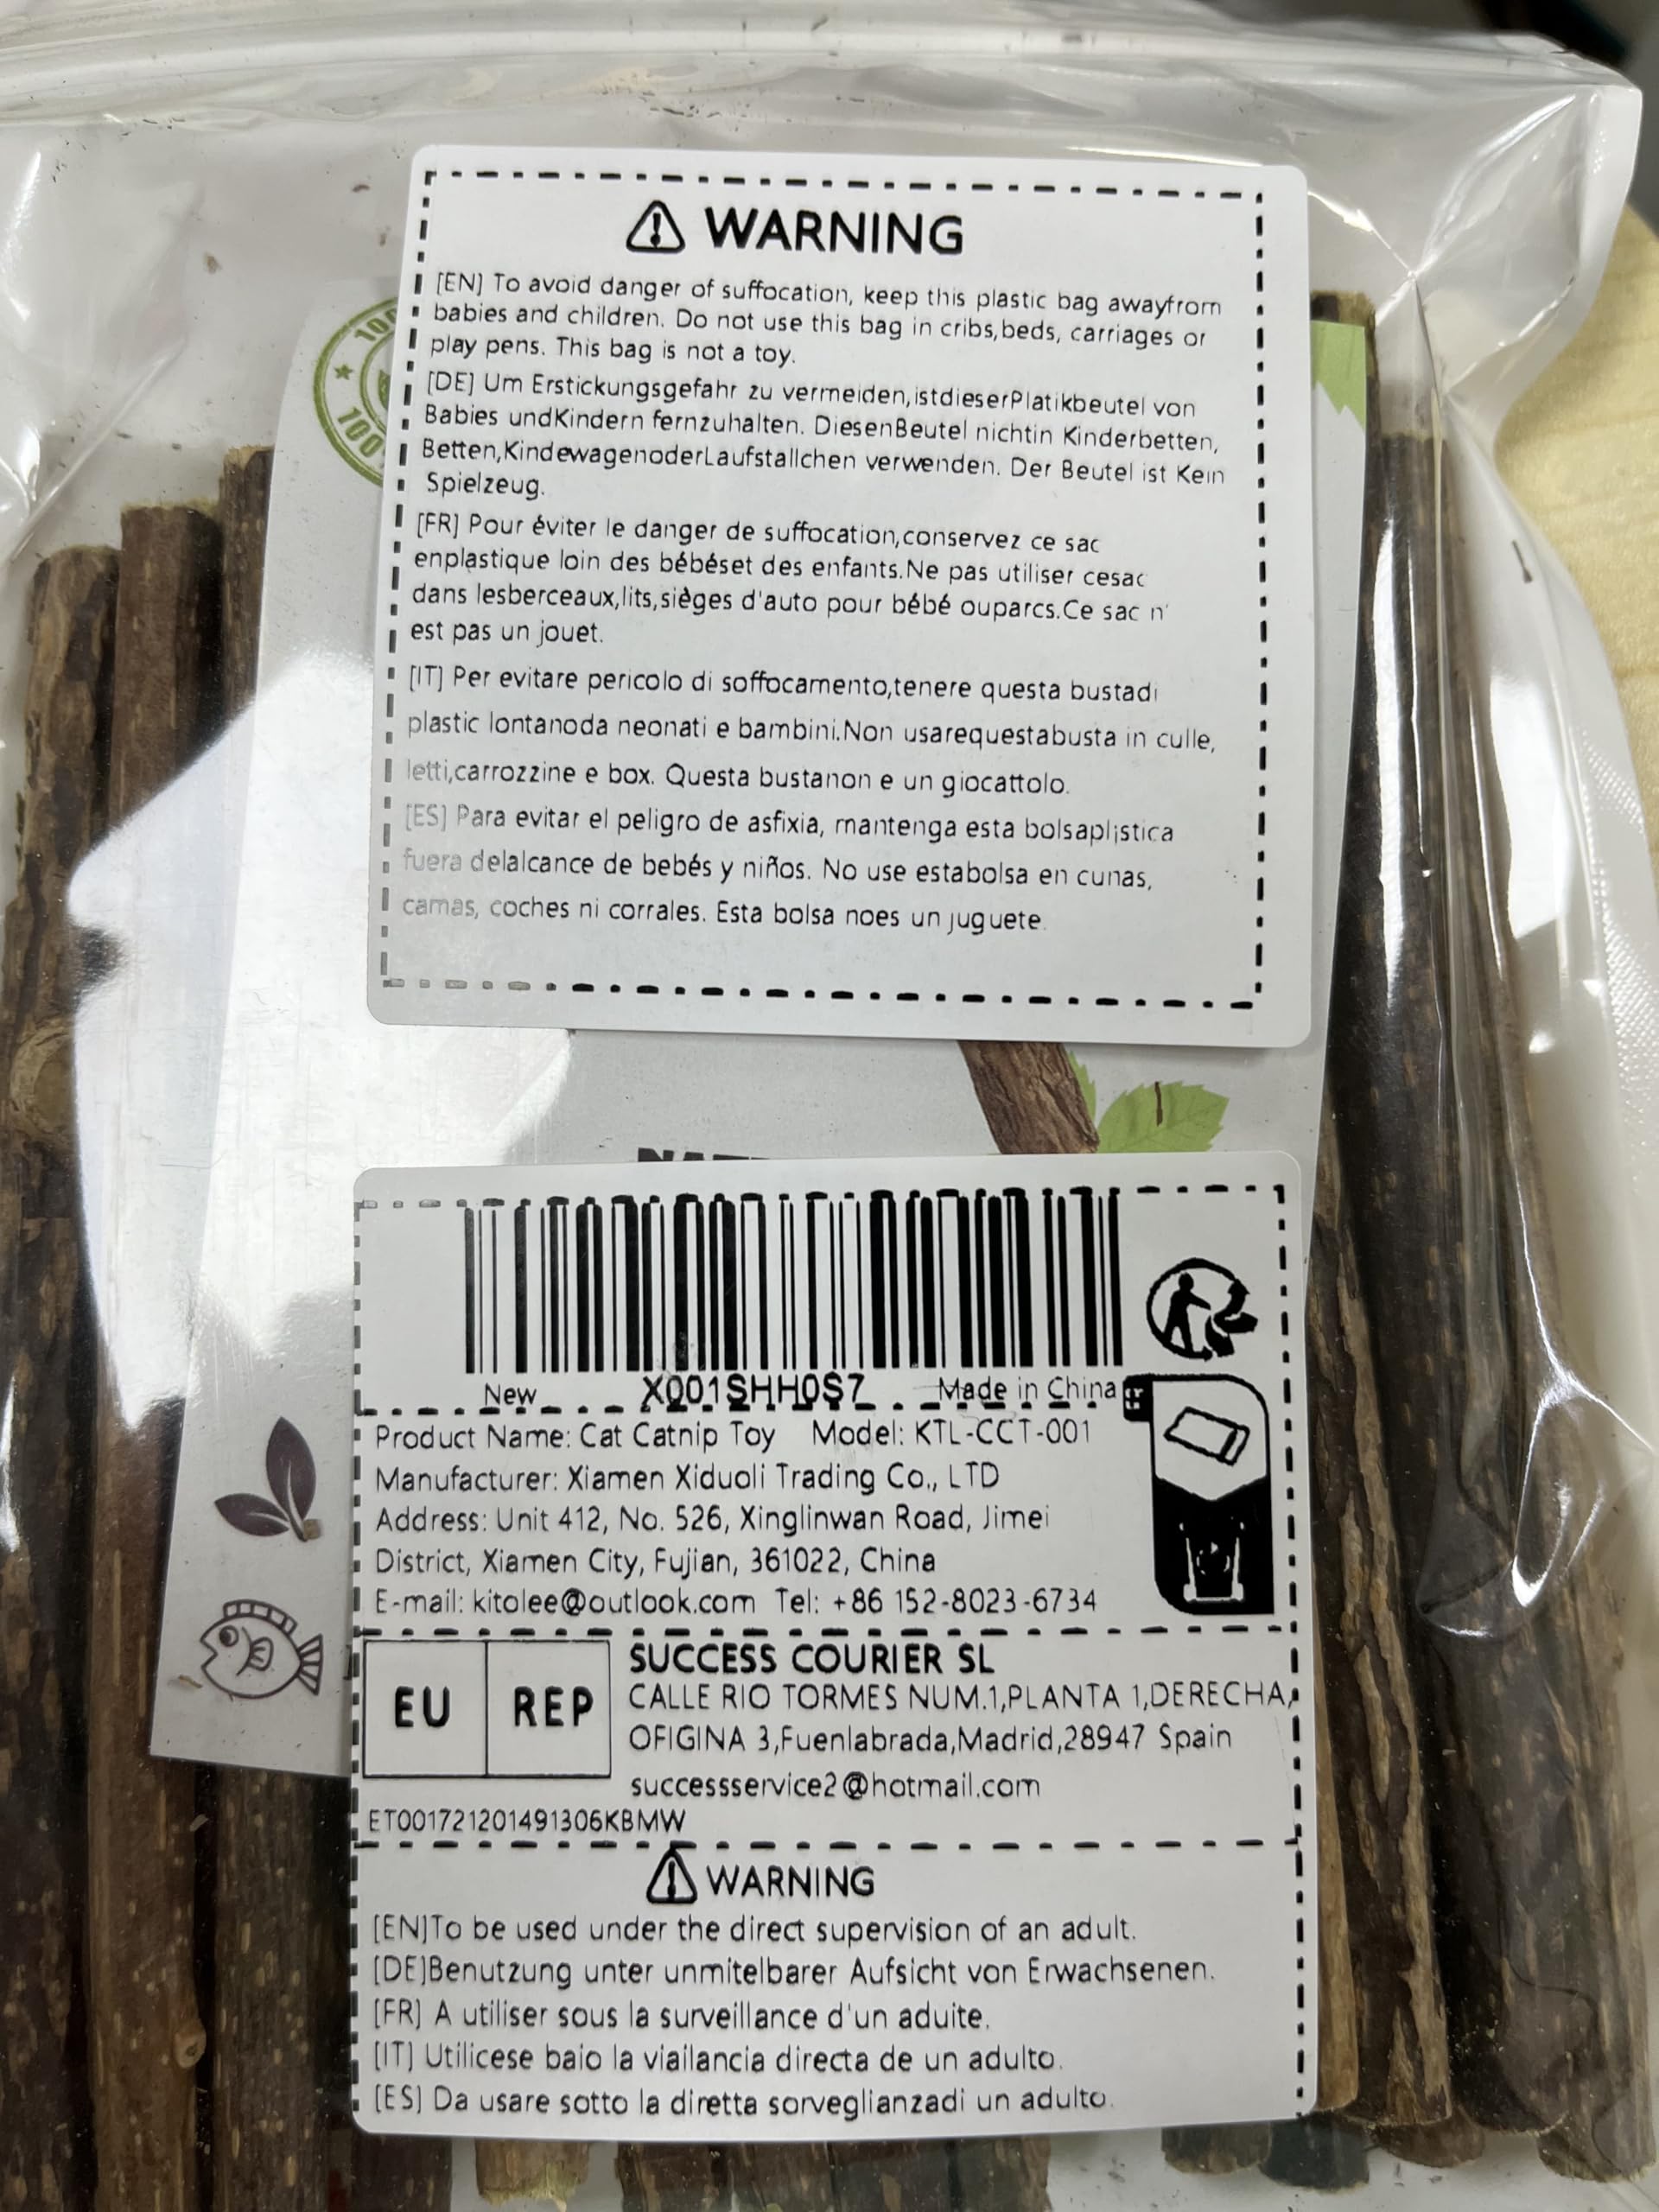 WARNING
[EN] To avoid danger of suffocation, keep this plastic bag awayfrom
babies and children. Do not use this bag in cribs,beds, carriages or
play pens. This bag is not a toy.
[DE] Um Erstickungsgefahr zu vermeiden,istdieserPlatikbeutel von
Babies undKindern fernzuhalten. DiesenBeutel nichtin Kinderbetten,
Betten,KindewagenoderLaufstallchen verwenden. Der Beutel ist Kein
Spielzeug.
[FR] Pour éviter le danger de suffocation,conservez ce sac
enplastique loin des bébéset des enfants.Ne pas utiliser cesac
dans lesberceaux,lits,sièges d'auto pour bébé ouparcs.Ce sac n'
est pas un jouet.
[IT] Per evitare pericolo di soffocamento,tenere questa bustadi
plastic lontanoda neonati e bambini.Non usarequestabusta in culle,
letti,carrozzine e box. Questa bustanon e un giocattolo.
[ES] Para evitar el peligro de asfixia, mantenga esta bolsapl¡stica
fuera delalcance de bebés y niños. No use estabolsa en cunas,
camas, coches ni corrales. Esta bolsa noes un juguete.
New X001SHH0S7 Made in China
Product Name: Cat Catnip Toy Model: KTL-CCT-001
Manufacturer: Xiamen Xiduoli Trading Co., LTD
Address: Unit 412, No. 526, Xinglinwan Road, Jimei
District, Xiamen City, Fujian, 361022, China
E-mail: kitolee@outlook.com Tel: +86 152-8023-6734
EU REP
SUCCESS COURIER SL
CALLE RIO TORMES NUM.1,PLANTA 1,DERECHA,
OFIGINA 3,Fuenlabrada,Madrid,28947 Spain
successservice2@hotmail.com
ET001721201491306KBMW
WARNING
[EN]To be used under the direct supervision of an adult.
[DE]Benutzung unter unmitelbarer Aufsicht von Erwachsenen.
[FR] A utiliser sous la surveillance d'un aduite.
[IT] Utilicese baio la viailancia directa de un adulto.
[ES] Da usare sotto la diretta sorveglianzadi un adulto.